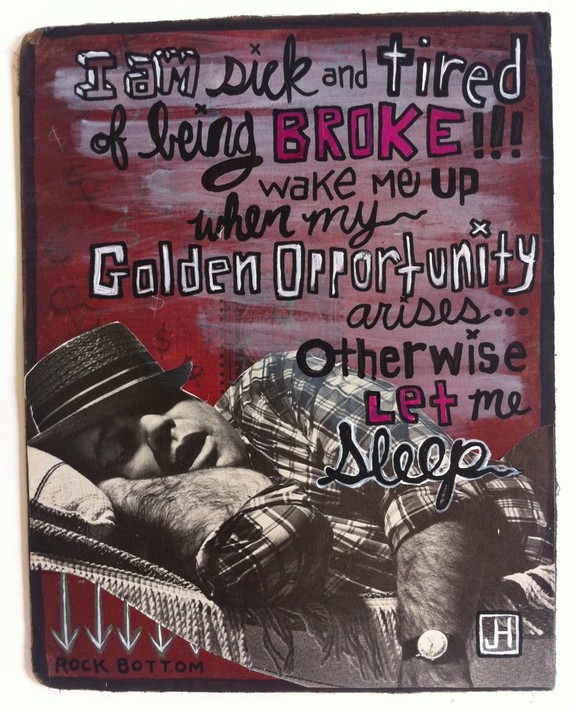 I am sick and tired
of being BROKE!!!
wake me up
when my
Golden Opportunity
arises...
Otherwise
Let me
sleep
JH
ROCK BOTTOM